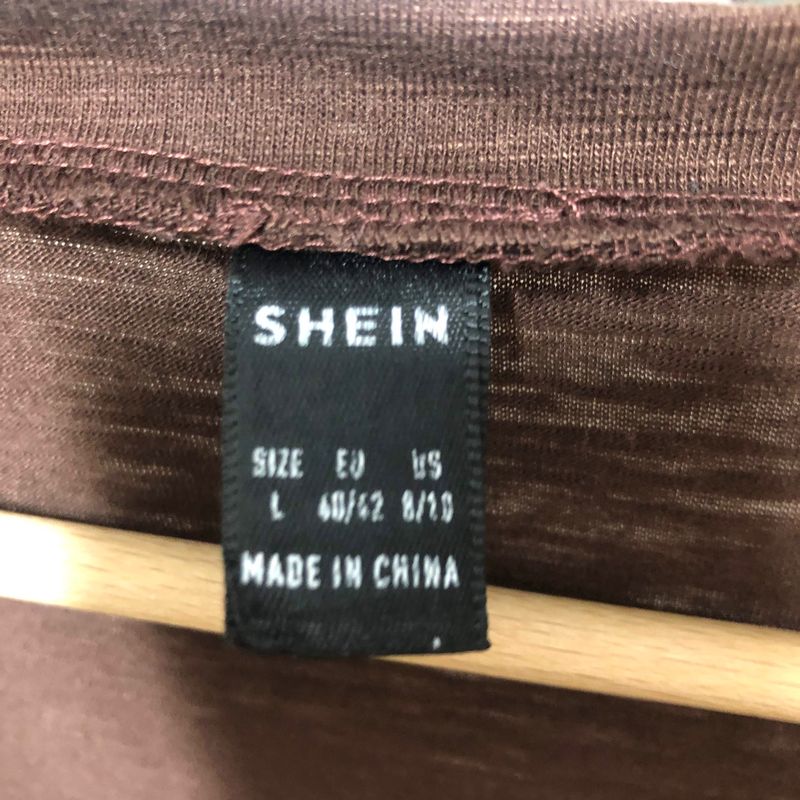 SHEIN
SIZE EU US
L 40/42 8/10
MADE IN CHINA